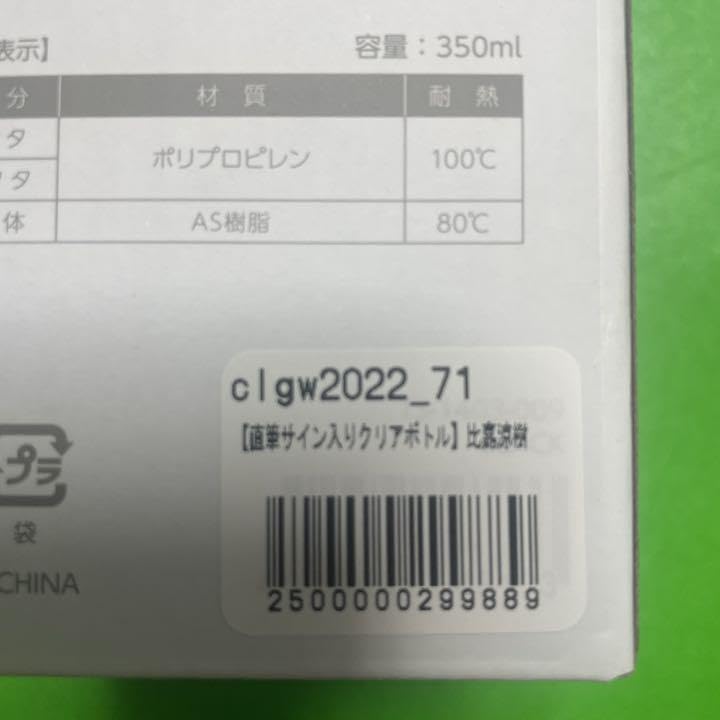 表示】
容量：350ml
分 材質 耐熱
タ ポリプロピレン 100℃
タ
体 AS樹脂 80℃
clgw2022_71
【直筆サイン入りクリアボトル】比嘉涼樹
プラ
袋
CHINA
2500000299889